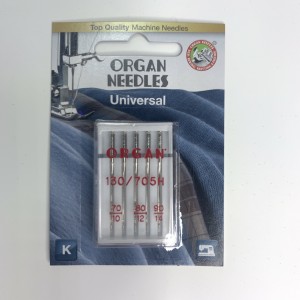 Top Quality Machine Needles
ORGAN
NEEDLES
Universal
ORGAN
130/705H
70 80 90
10 12 14
K